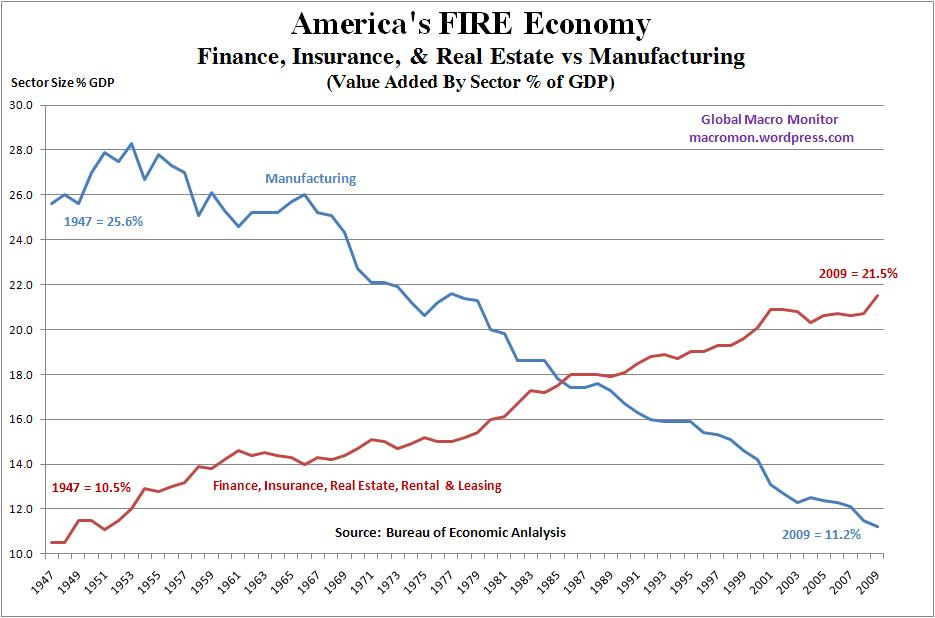 America's FIRE Economy
Finance, Insurance, & Real Estate vs Manufacturing
(Value Added By Sector % of GDP)
Sector Size % GDP
Global Macro Monitor
macromon.wordpress.com
30.0
28.0
26.0
24.0
22.0
20.0
18.0
16.0
14.0
12.0
10.0
Manufacturing
1947 = 25.6%
2009 = 21.5%
1947 = 10.5%
Finance, Insurance, Real Estate, Rental & Leasing
Source: Bureau of Economic Anlalysis
2009 = 11.2%
1947 1949 1951 1953 1955 1957 1959 1961 1963 1965 1967 1969 1971 1973 1975 1977 1979 1981 1983 1985 1987 1989 1991 1993 1995 1997 1999 2001 2003 2005 2007 2009